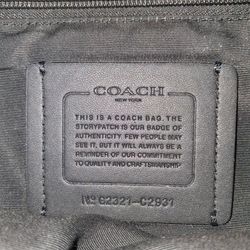 COACH
NEW YORK
THIS IS A COACH BAG. THE
STORYPATCH IS OUR BADGE OF
AUTHENTICITY. FEW PEOPLE MAY
SEE IT, BUT IT WILL ALWAYS BE A
REMINDER OF OUR COMMITMENT
TO QUALITY AND CRAFTSMANSHIP.
Nº G2321-C2931